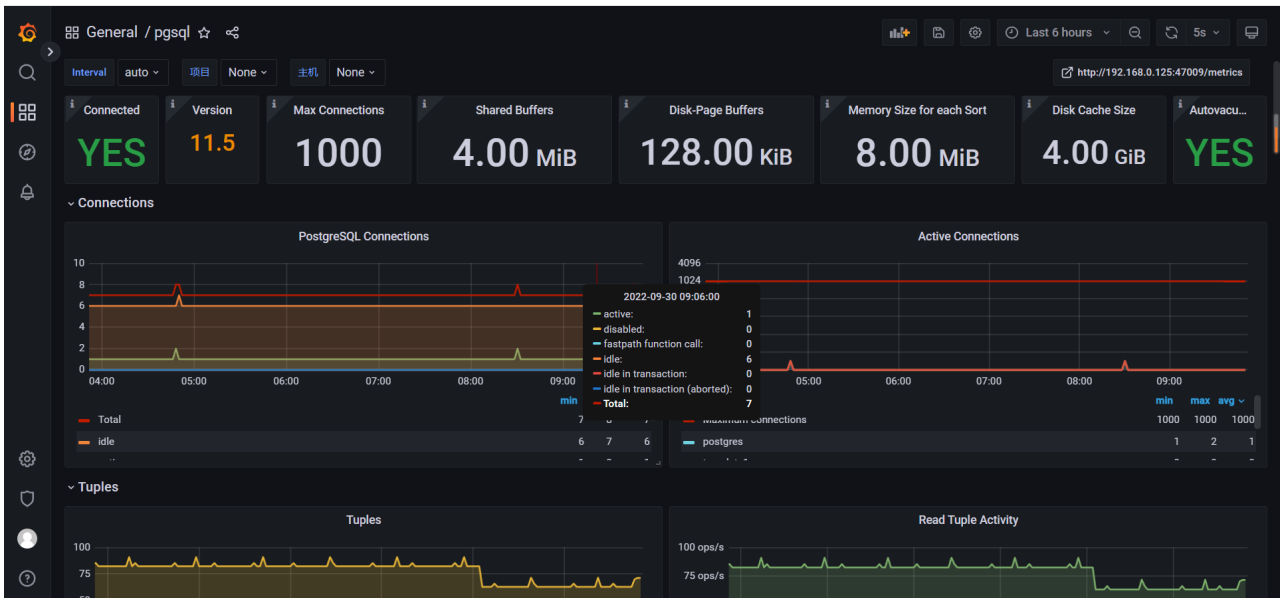 General / pgsql
Last 6 hours
5s
Interval auto 项目 None 主机 None
http://192.168.0.125:47009/metrics
Connected
YES
Version
11.5
Max Connections
1000
Shared Buffers
4.00 MiB
Disk-Page Buffers
128.00 KiB
Memory Size for each Sort
8.00 MiB
Disk Cache Size
4.00 GiB
Autovacu...
YES
Connections
PostgreSQL Connections
10
8
6
4
2
0
04:00 05:00 06:00 07:00 08:00 09:00
min
Total 7
idle 6 7 6
2022-09-30 09:06:00
active: 1
disabled: 0
fastpath function call: 0
idle: 6
idle in transaction: 0
idle in transaction (aborted): 0
Total: 7
Active Connections
4096
1024
05:00 06:00 07:00 08:00 09:00
min max avg
Maximum connections 1000 1000 1000
postgres 1 2 1
Tuples
Tuples
100
75
Read Tuple Activity
100 ops/s
75 ops/s